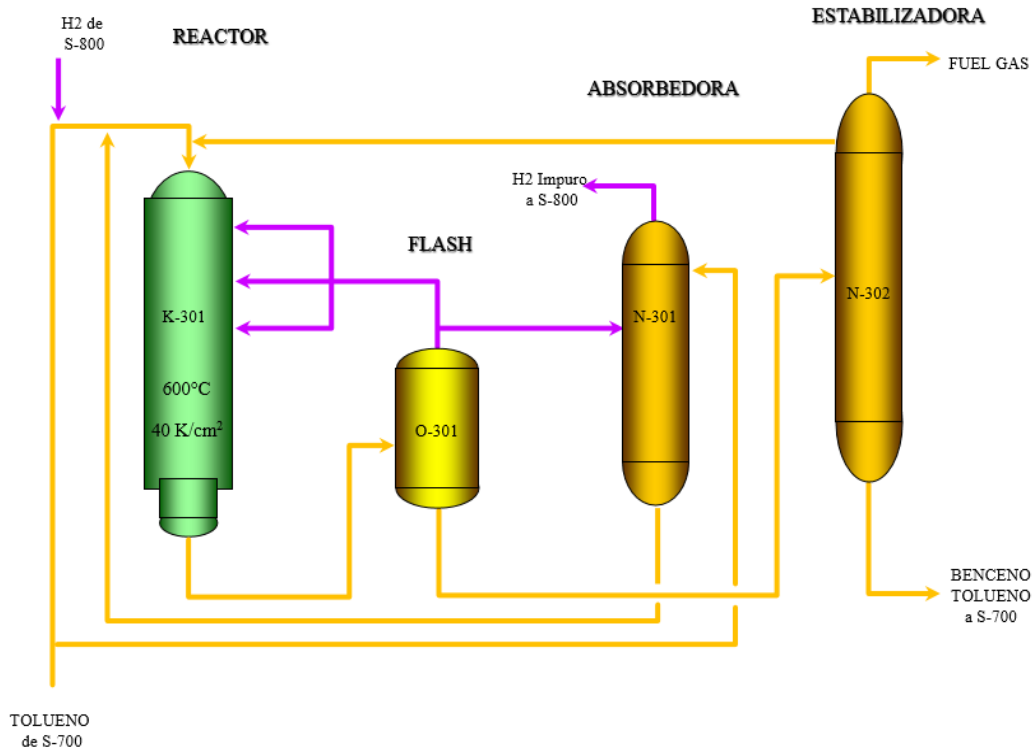 ESTABILIZADORA
H2 de
S-800
REACTOR
FUEL GAS
ABSORBEDORA
H2 Impuro
a S-800
FLASH
K-301
600°C
40 K/cm²
O-301
N-301
N-302
BENCENO
TOLUENO
a S-700
TOLUENO
de S-700